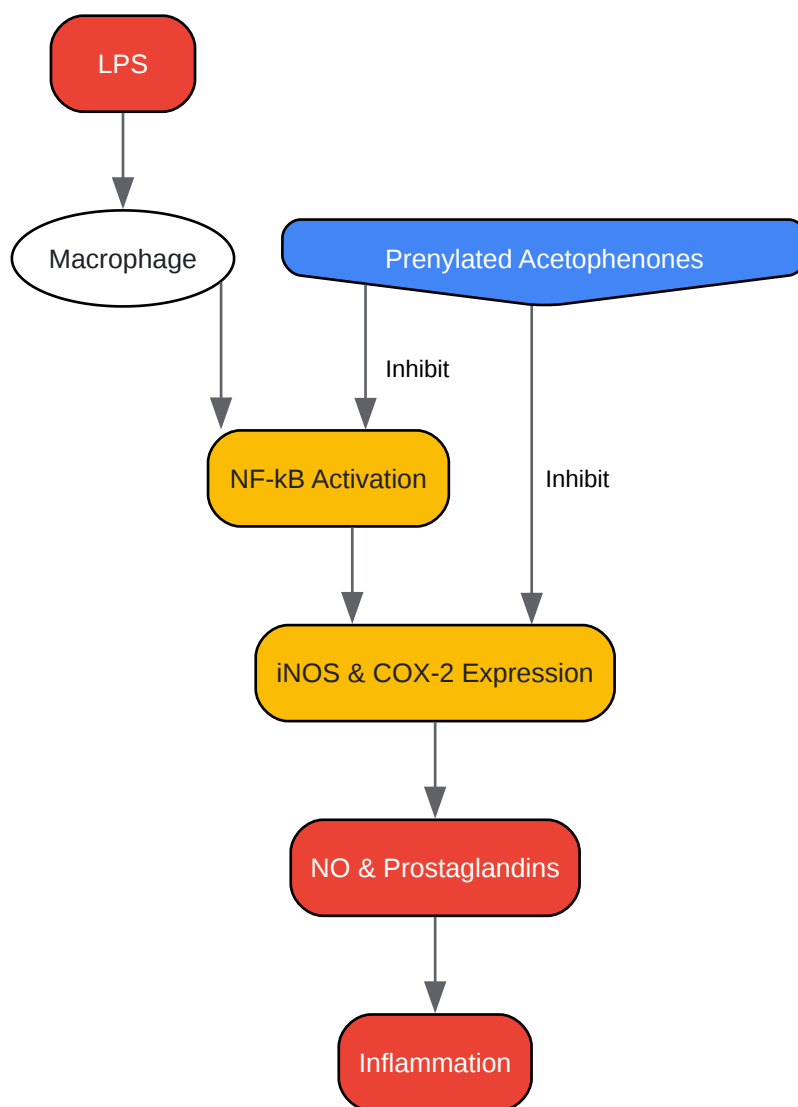 LPS
Macrophage
Prenylated Acetophenones
Inhibit
NF-kB Activation
Inhibit
iNOS & COX-2 Expression
NO & Prostaglandins
Inflammation